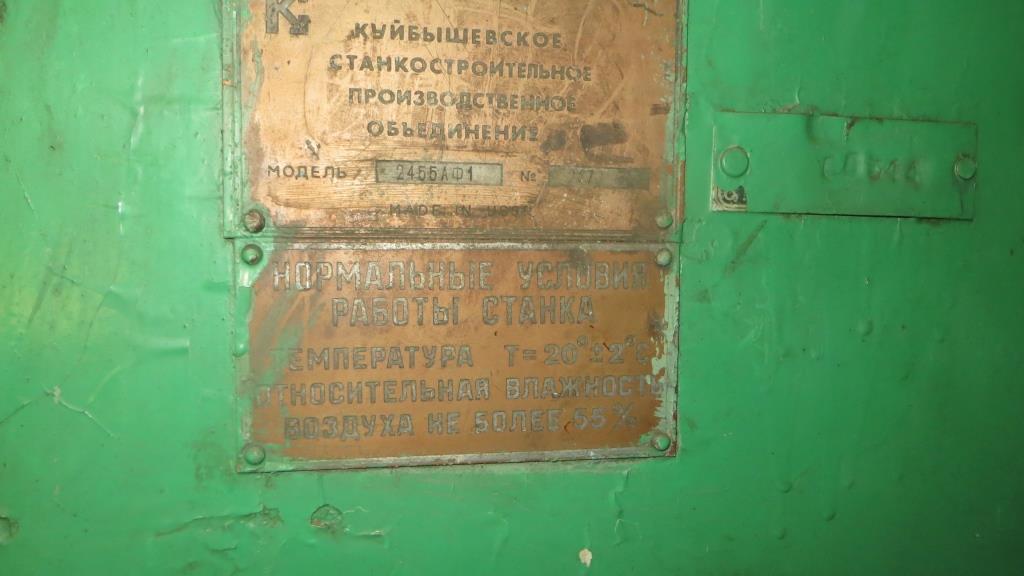 КУЙБЫШЕВСКОЕ
СТАНКОСТРОИТЕЛЬНОЕ
ПРОИЗВОДСТВЕННОЕ
ОБЪЕДИНЕНИЕ
МОДЕЛЬ 2455АФ1 №
MADE IN USSR
НОРМАЛЬНЫЕ УСЛОВИЯ
РАБОТЫ СТАНКА
ТЕМПЕРАТУРА Т=20°±2°С
ОТНОСИТЕЛЬНАЯ ВЛАЖНОСТЬ
ВОЗДУХА НЕ БОЛЕЕ 55%